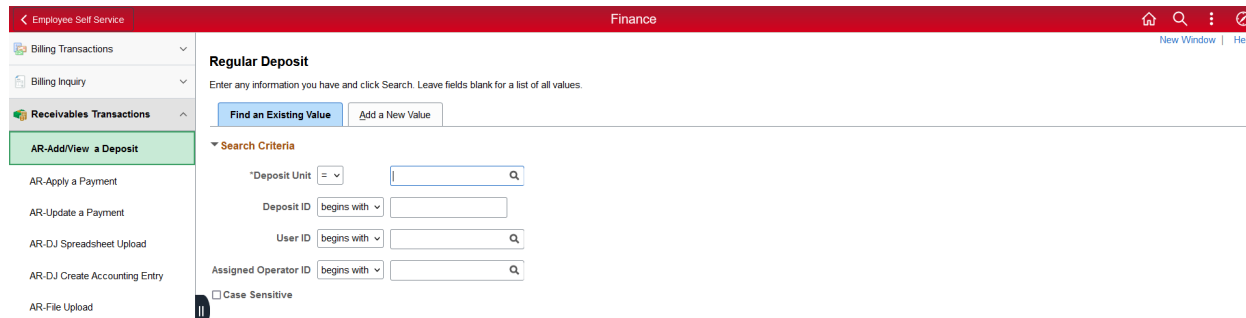 Employee Self Service
Finance
New Window | He
Billing Transactions
Billing Inquiry
Receivables Transactions
AR-Add/View a Deposit
AR-Apply a Payment
AR-Update a Payment
AR-DJ Spreadsheet Upload
AR-DJ Create Accounting Entry
AR-File Upload
Regular Deposit
Enter any information you have and click Search. Leave fields blank for a list of all values.
Find an Existing Value
Add a New Value
Search Criteria
*Deposit Unit =
Deposit ID begins with
User ID begins with
Assigned Operator ID begins with
Case Sensitive